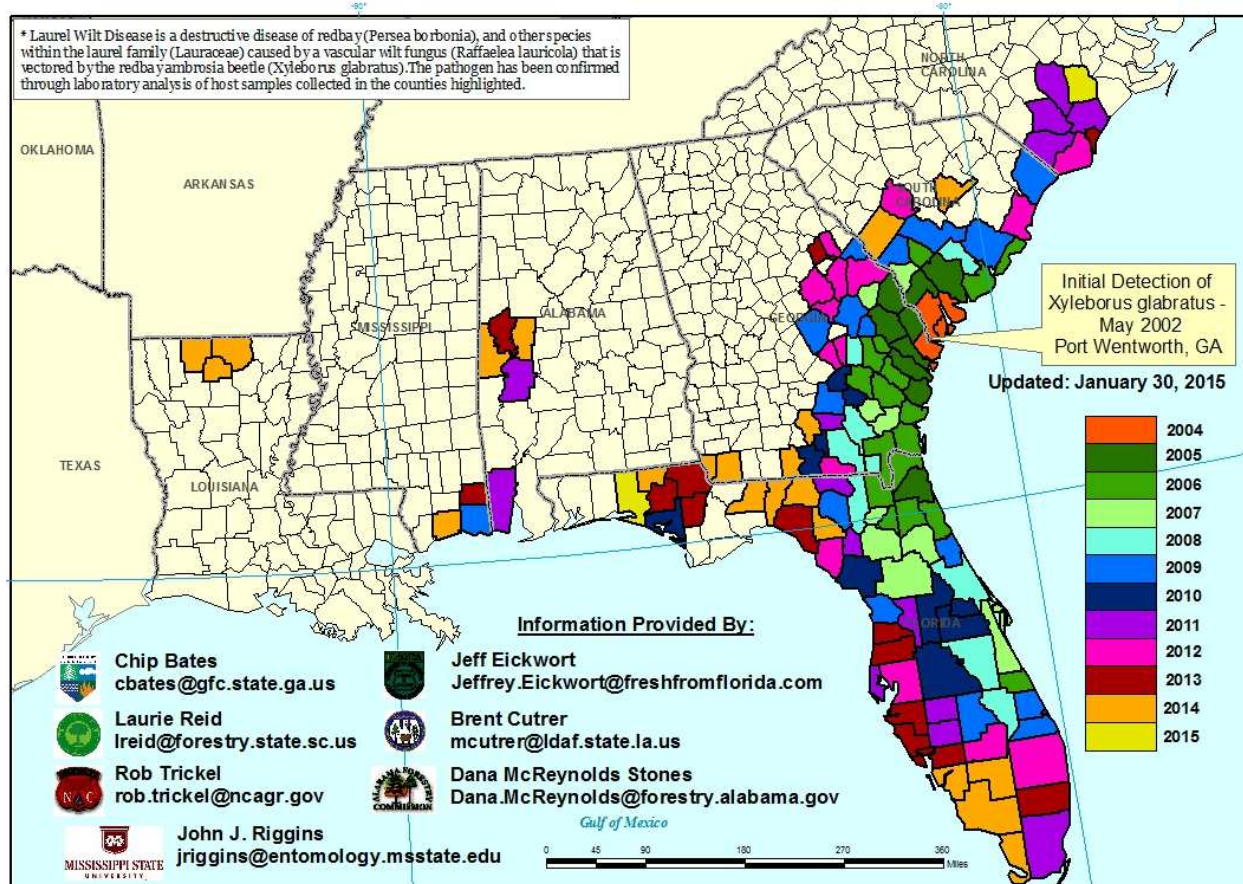 -90°
-80°
* Laurel Wilt Disease is a destructive disease of redbay (Persea borbonia), and other species
within the laurel family (Lauraceae) caused by a vascular wilt fungus (Raffaelea lauricola) that is
vectored by the redbay ambrosia beetle (Xyleborus glabratus). The pathogen has been confirmed
through laboratory analysis of host samples collected in the counties highlighted.
NORTH
CAROLINA
OKLAHOMA
ARKANSAS
SOUTH
CAROLINA
MISSISSIPPI
ALABAMA
GEORGIA
Initial Detection of
Xyleborus glabratus -
May 2002
Port Wentworth, GA
Updated: January 30, 2015
TEXAS
LOUISIANA
FLORIDA
2004
2005
2006
2007
2008
2009
2010
2011
2012
2013
2014
2015
Information Provided By:
Chip Bates
cbates@gfc.state.ga.us
Jeff Eickwort
Jeffrey.Eickwort@freshfromflorida.com
Laurie Reid
lreid@forestry.state.sc.us
Brent Cutrer
mcutrer@ldaf.state.la.us
Rob Trickel
rob.trickel@ncagr.gov
N C
Dana McReynolds Stones
Dana.McReynolds@forestry.alabama.gov
ALABAMA FORESTRY
COMMISSION
John J. Riggins
jriggins@entomology.msstate.edu
MISSISSIPPI STATE
UNIVERSITY
Gulf of Mexico
0 45 90 180 270 360
Miles